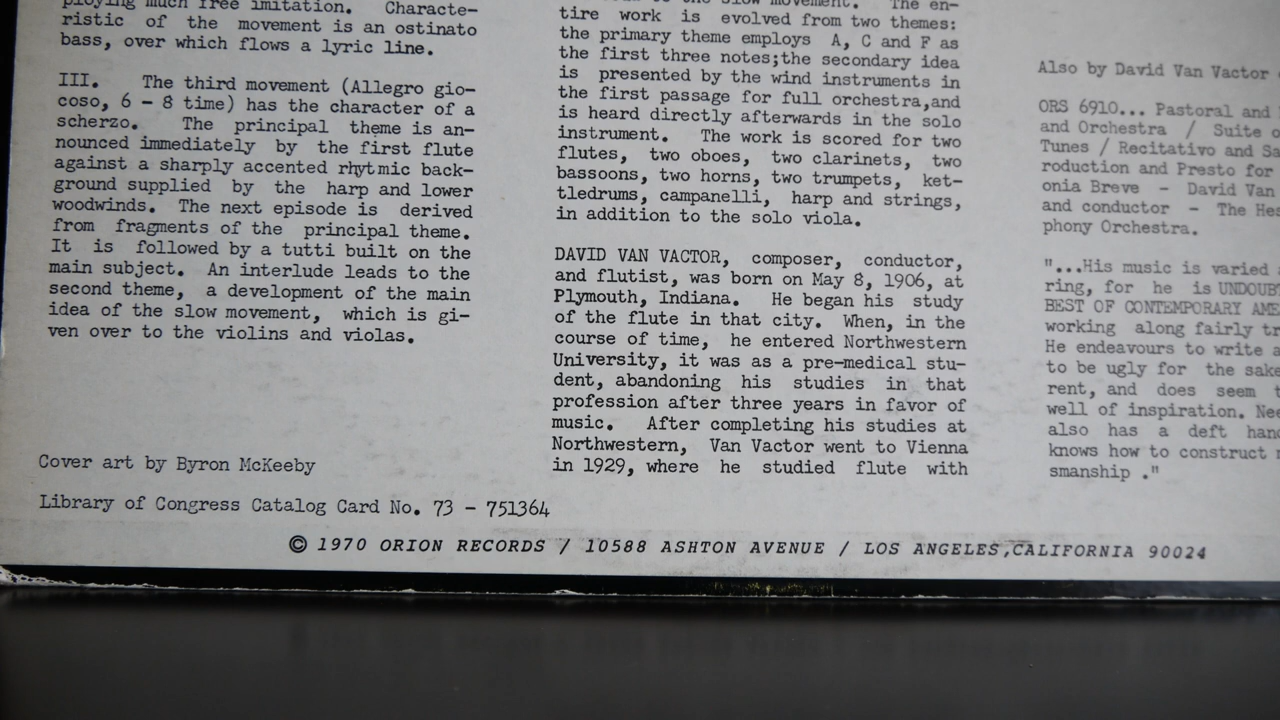 ploying much free imitation. Characte-
ristic of the movement is an ostinato
bass, over which flows a lyric line.
III. The third movement (Allegro gio-
coso, 6 - 8 time) has the character of a
scherzo. The principal theme is an-
nounced immediately by the first flute
against a sharply accented rhytmic back-
ground supplied by the harp and lower
woodwinds. The next episode is derived
from fragments of the principal theme.
It is followed by a tutti built on the
main subject. An interlude leads to the
second theme, a development of the main
idea of the slow movement, which is gi-
ven over to the violins and violas.
Cover art by Byron McKeeby
Library of Congress Catalog Card No. 73 - 751364
the slow movement. The en-
tire work is evolved from two themes:
the primary theme employs A, C and F as
the first three notes;the secondary idea
is presented by the wind instruments in
the first passage for full orchestra,and
is heard directly afterwards in the solo
instrument. The work is scored for two
flutes, two oboes, two clarinets, two
bassoons, two horns, two trumpets, ket-
tledrums, campanelli, harp and strings,
in addition to the solo viola.
DAVID VAN VACTOR, composer, conductor,
and flutist, was born on May 8, 1906, at
Plymouth, Indiana. He began his study
of the flute in that city. When, in the
course of time, he entered Northwestern
University, it was as a pre-medical stu-
dent, abandoning his studies in that
profession after three years in favor of
music. After completing his studies at
Northwestern, Van Vactor went to Vienna
in 1929, where he studied flute with
Also by David Van Vactor
ORS 6910... Pastoral and
and Orchestra / Suite
Tunes / Recitativo and
roduction and Presto for
onia Breve - David Van
and conductor - The
phony Orchestra.
"...His music is varied
ring, for he is
BEST OF CONTEMPORARY
working along fairly
He endeavours to write
to be ugly for the
rent, and does seem
well of inspiration.
also has a deft
knows how to construct
smanship ."
© 1970 ORION RECORDS / 10588 ASHTON AVENUE / LOS ANGELES,CALIFORNIA 90024